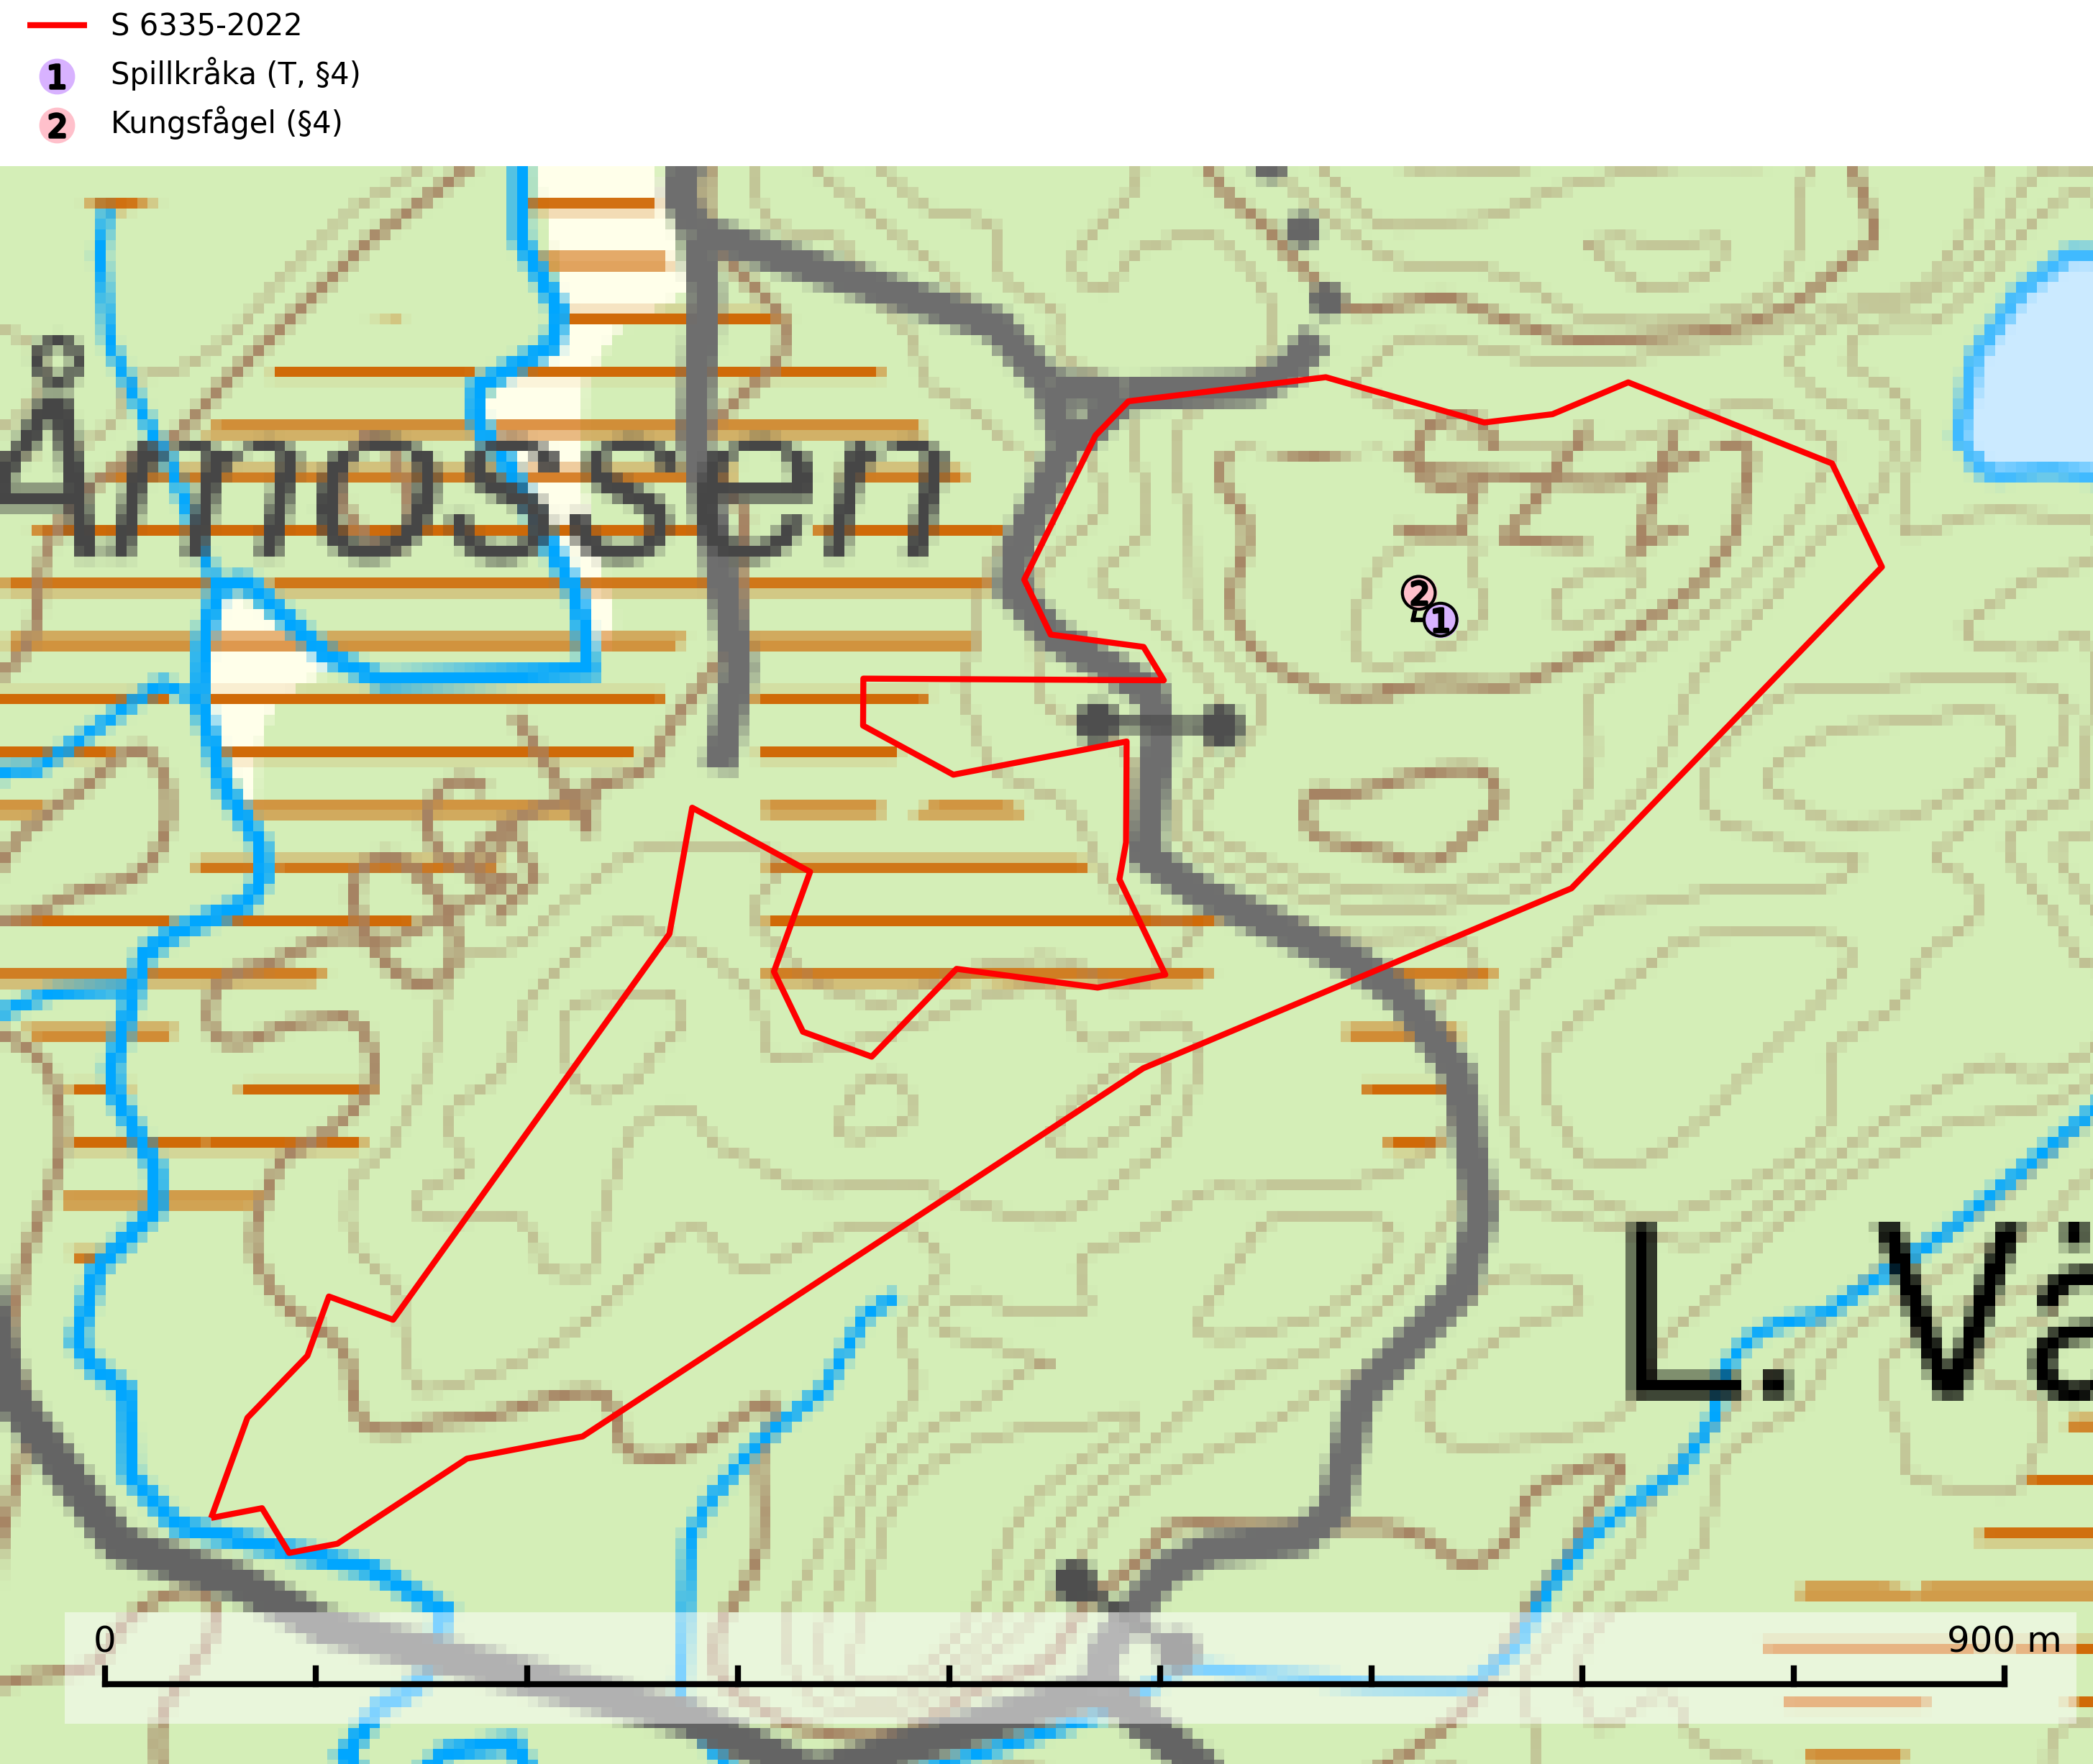 S 6335-2022
1 Spillkråka (T, §4)
2 Kungsfågel (§4)
Åmossen
2
1
L. Vä
0 900 m